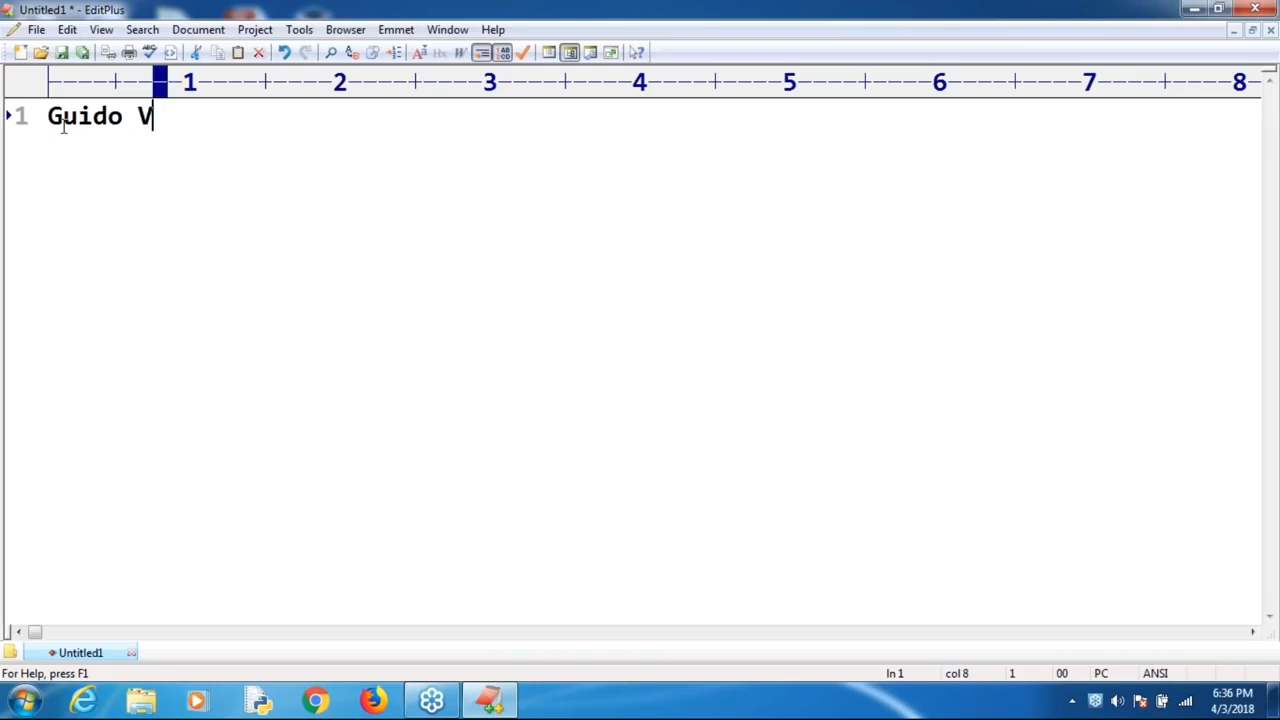 Untitled1 * - EditPlus
File Edit View Search Document Project Tools Browser Emmet Window Help
1 2 3 4 5 6 7 8
1 Guido V
Untitled1
For Help, press F1 ln 1 col 8 1 00 PC ANSI
6:36 PM
4/3/2018